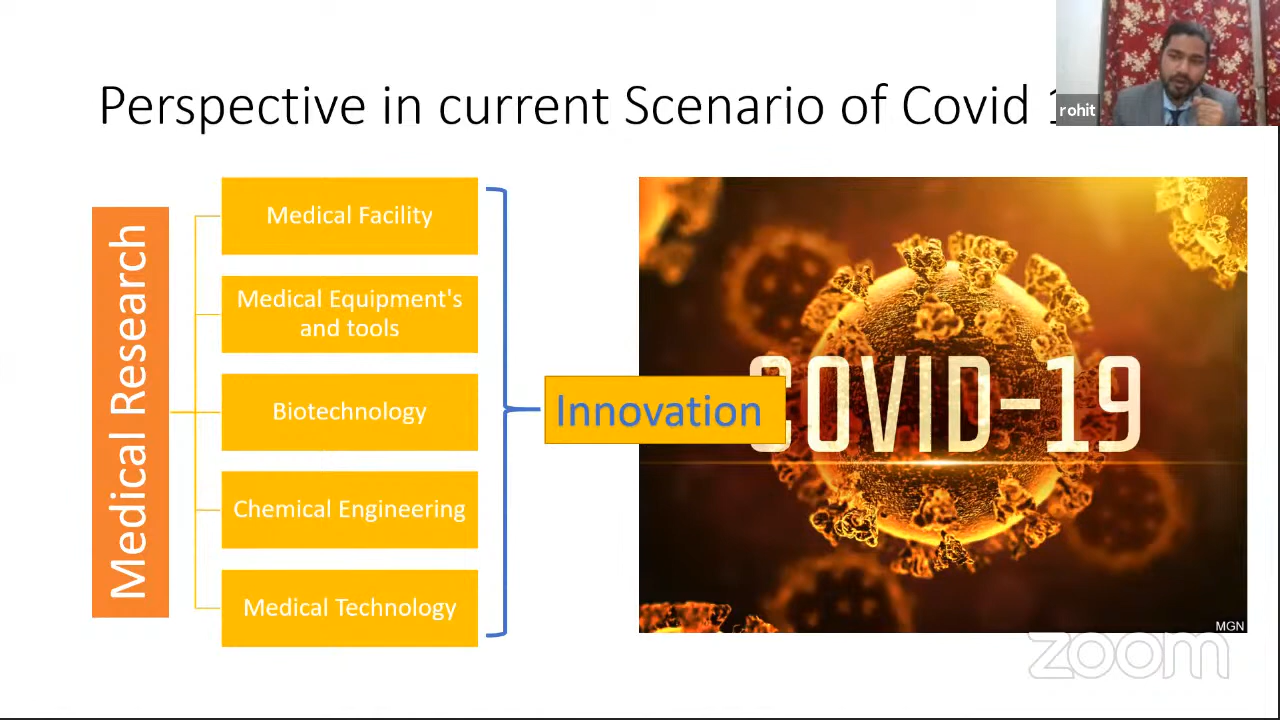 Perspective in current Scenario of Covid 1
rohit
Medical Research
Medical Facility
Medical Equipment's
and tools
Biotechnology
Chemical Engineering
Medical Technology
Innovation
COVID-19
MGN
zoom